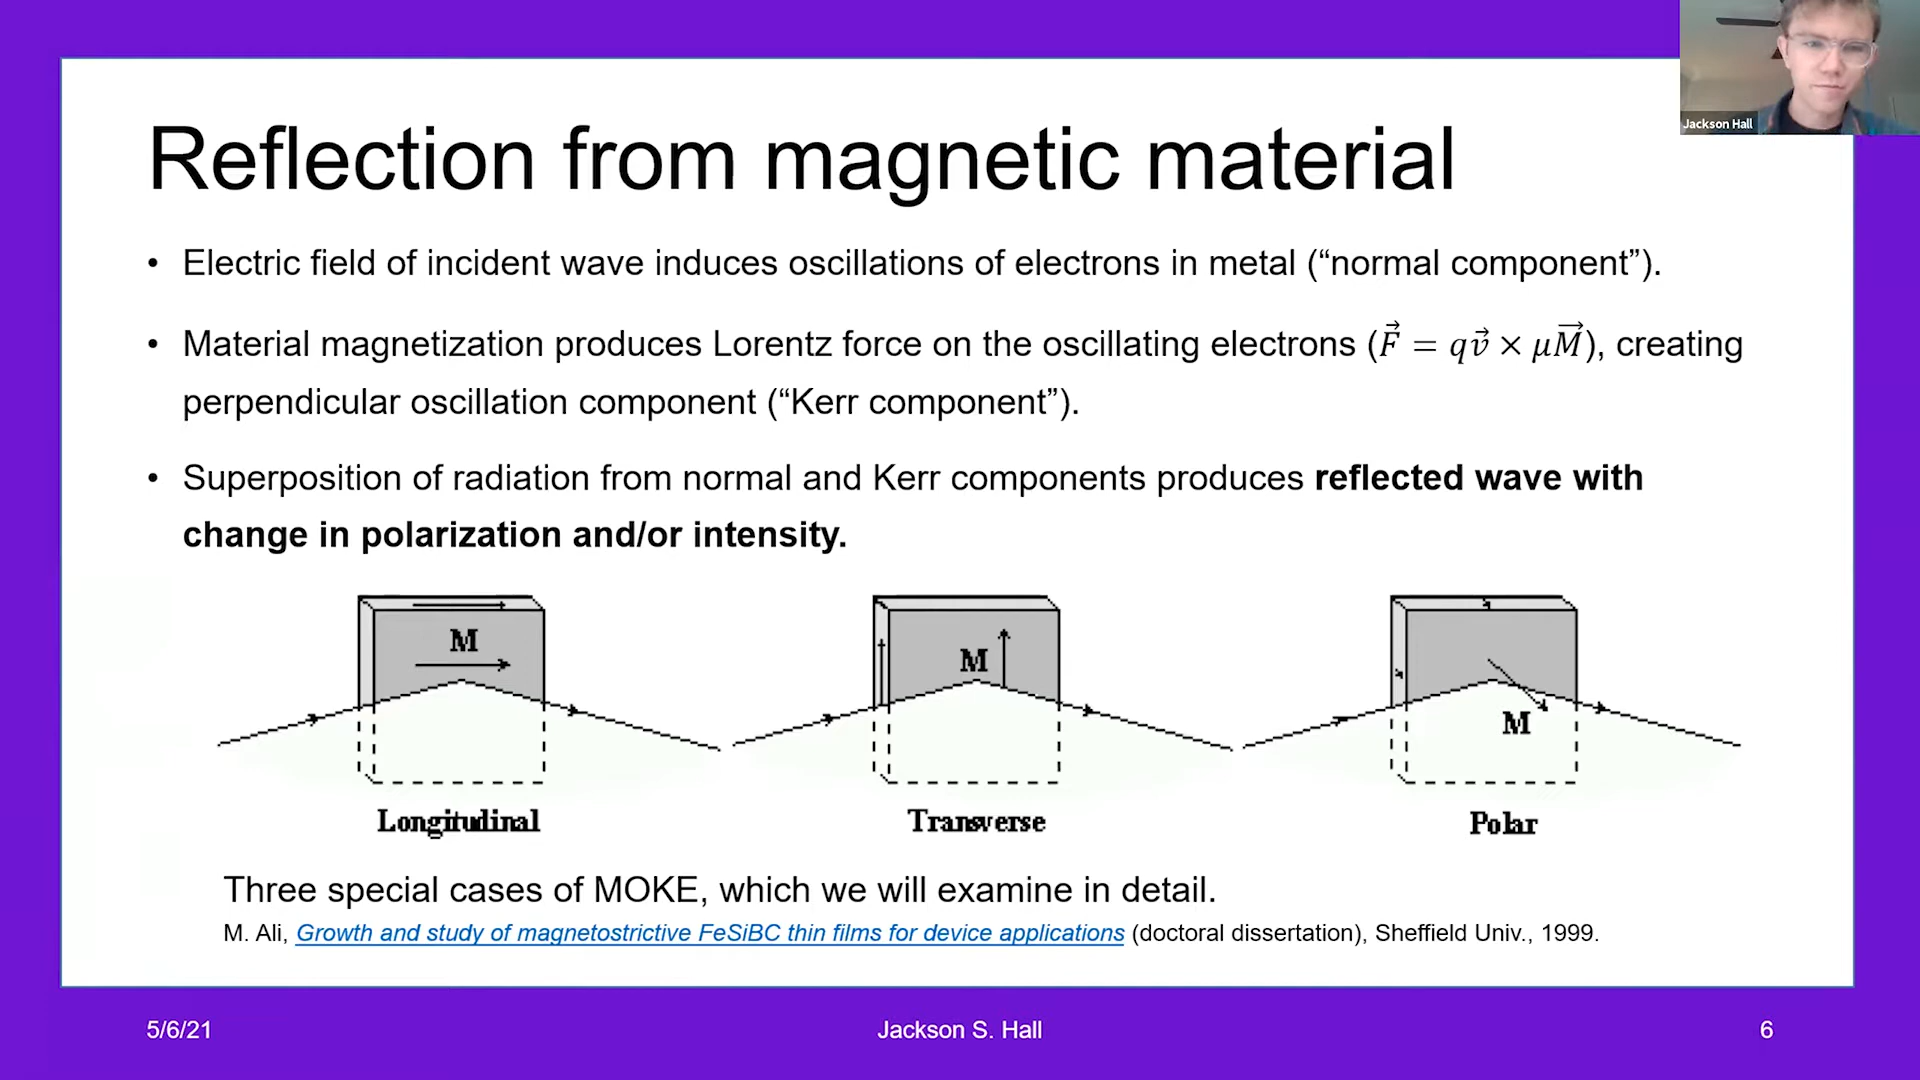 Jackson Hall
Reflection from magnetic material
• Electric field of incident wave induces oscillations of electrons in metal (“normal component”).
• Material magnetization produces Lorentz force on the oscillating electrons (F⃗ = qv⃗ × μM⃗), creating
perpendicular oscillation component (“Kerr component”).
• Superposition of radiation from normal and Kerr components produces reflected wave with
change in polarization and/or intensity.
M
M
M
Longitudinal
Transverse
Polar
Three special cases of MOKE, which we will examine in detail.
M. Ali, Growth and study of magnetostrictive FeSiBC thin films for device applications (doctoral dissertation), Sheffield Univ., 1999.
5/6/21
Jackson S. Hall
6